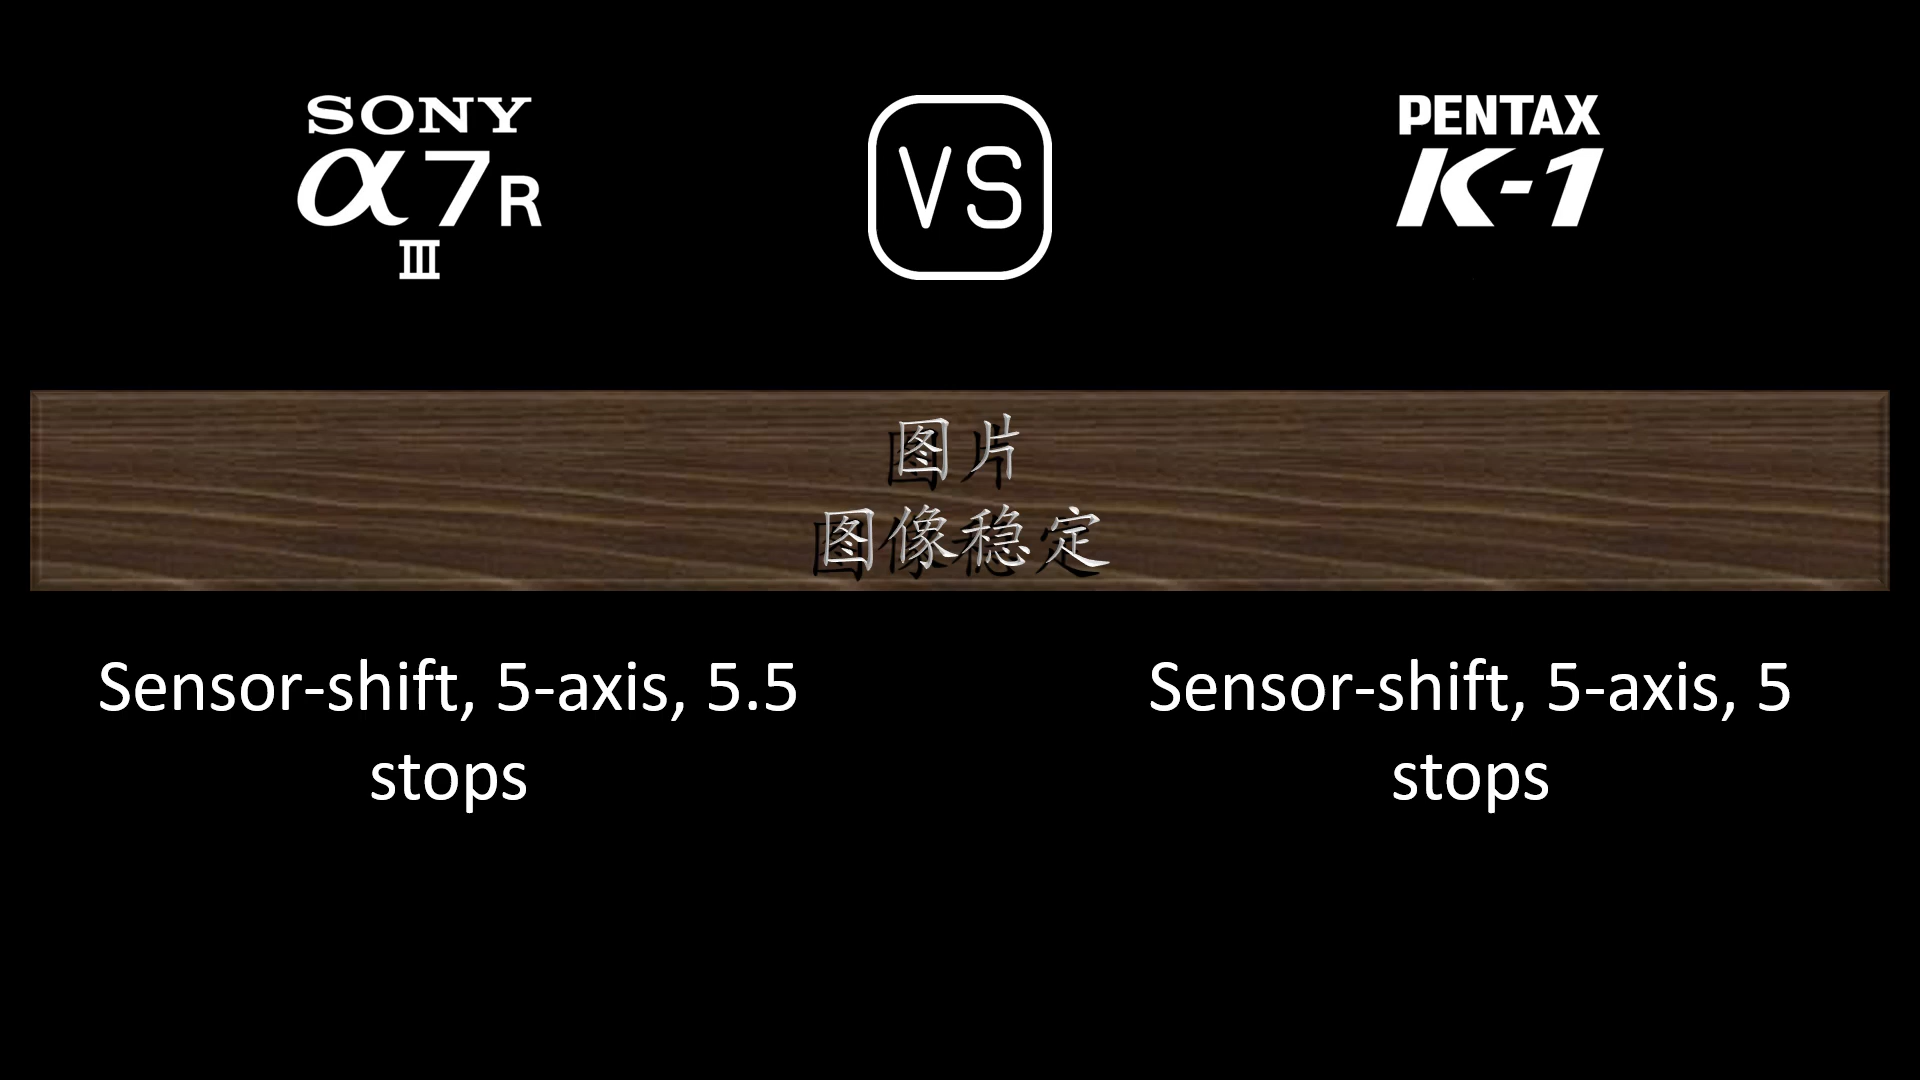 SONY
α7R
III
VS
PENTAX
K-1
图片
图像稳定
Sensor-shift, 5-axis, 5.5
stops
Sensor-shift, 5-axis, 5
stops